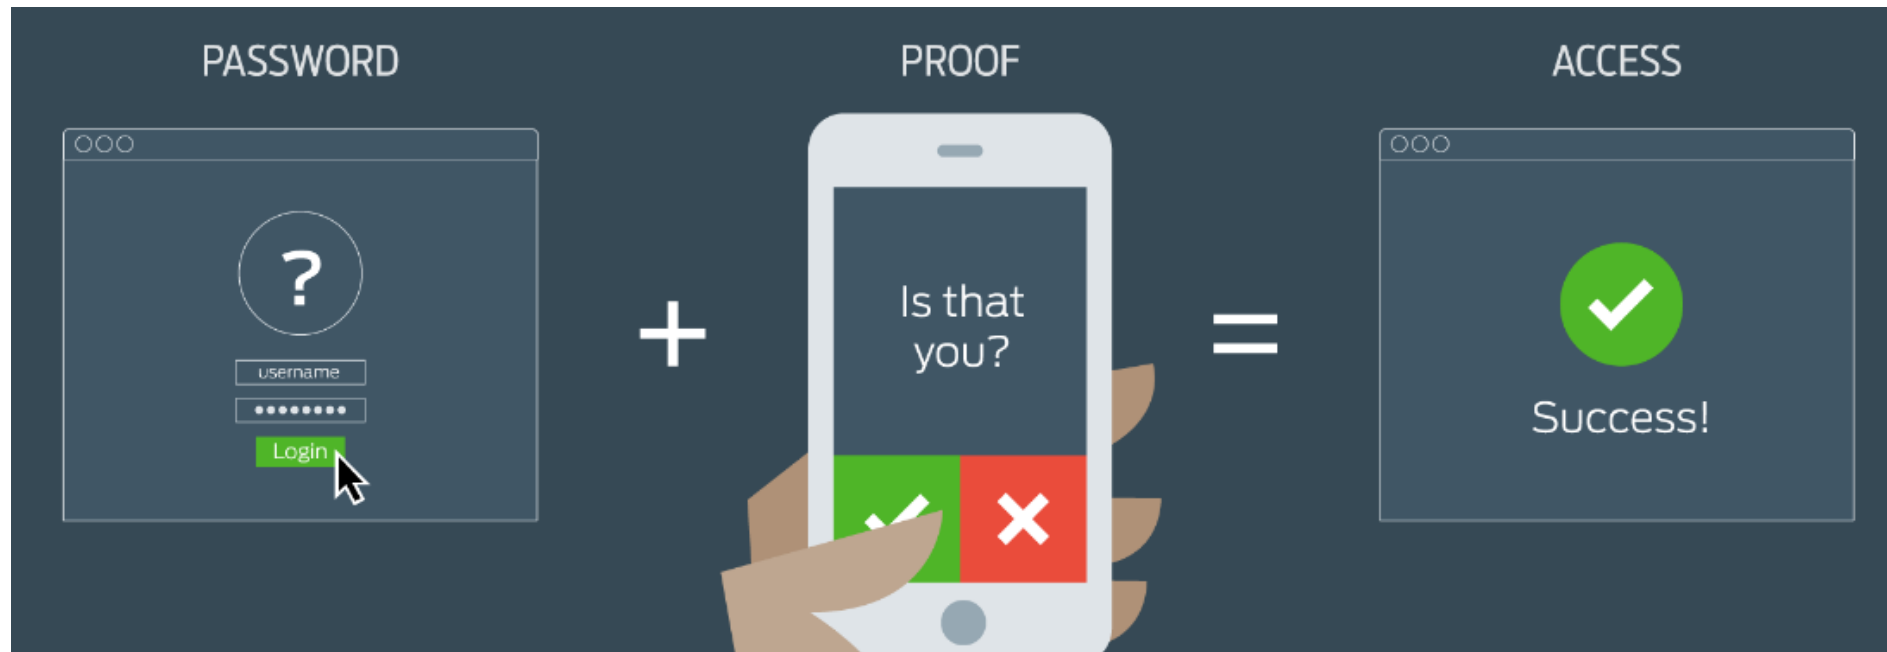 PASSWORD
PROOF
ACCESS
?
username
Login
+
Is that
you?
=
Success!